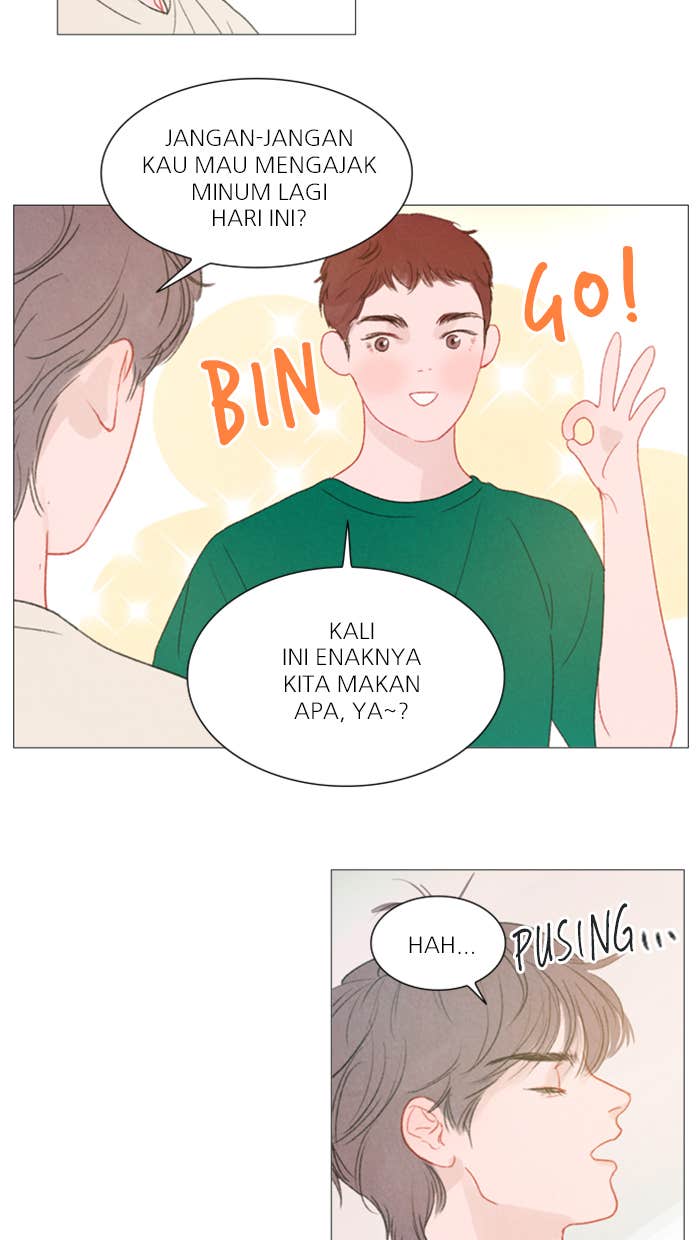 JANGAN-JANGAN
KAU MAU MENGAJAK
MINUM LAGI
HARI INI?
BIN
GO!
KALI
INI ENAKNYA
KITA MAKAN
APA, YA~?
HAH...
PUSING...